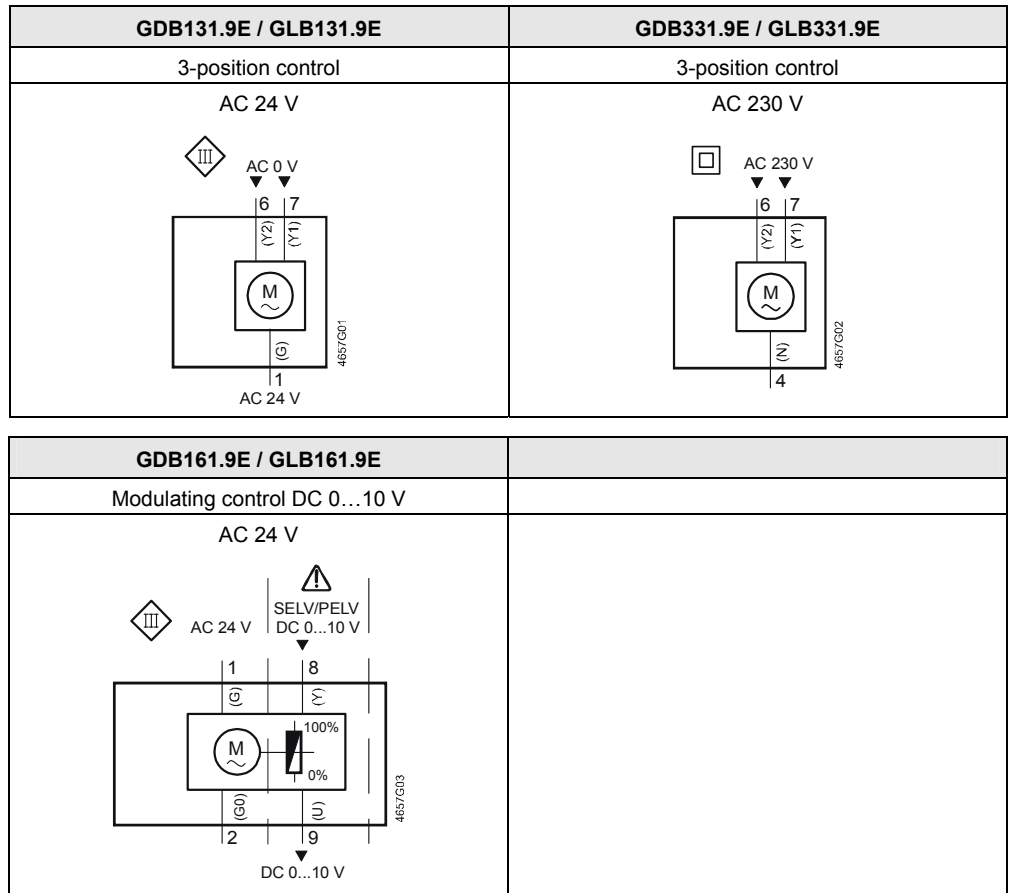 GDB131.9E / GLB131.9E
GDB331.9E / GLB331.9E
3-position control
3-position control
AC 24 V
AC 230 V
III
AC 0 V
6 7
(Y2) (Y1)
M
(G)
1
AC 24 V
4657G01
AC 230 V
6 7
(Y2) (Y1)
M
(N)
4
4657G02
GDB161.9E / GLB161.9E
Modulating control DC 0…10 V
AC 24 V
III
AC 24 V
SELV/PELV
DC 0...10 V
1 8
(G) (Y)
100%
M
0%
(G0) (U)
2 9
DC 0...10 V
4657G03